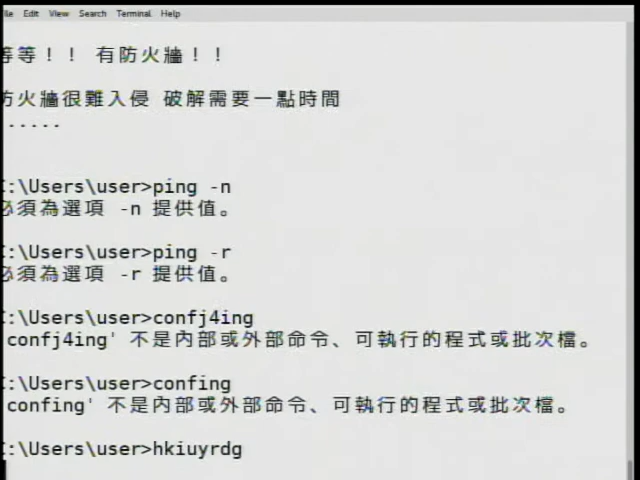 ile Edit View Search Terminal Help
等等！！ 有防火牆！！
防火牆很難入侵 破解需要一點時間
.....
C:\Users\user>ping -n
必須為選項 -n 提供值。
C:\Users\user>ping -r
必須為選項 -r 提供值。
C:\Users\user>confj4ing
confj4ing' 不是內部或外部命令、可執行的程式或批次檔。
C:\Users\user>confing
confing' 不是內部或外部命令、可執行的程式或批次檔。
C:\Users\user>hkiuyrdg